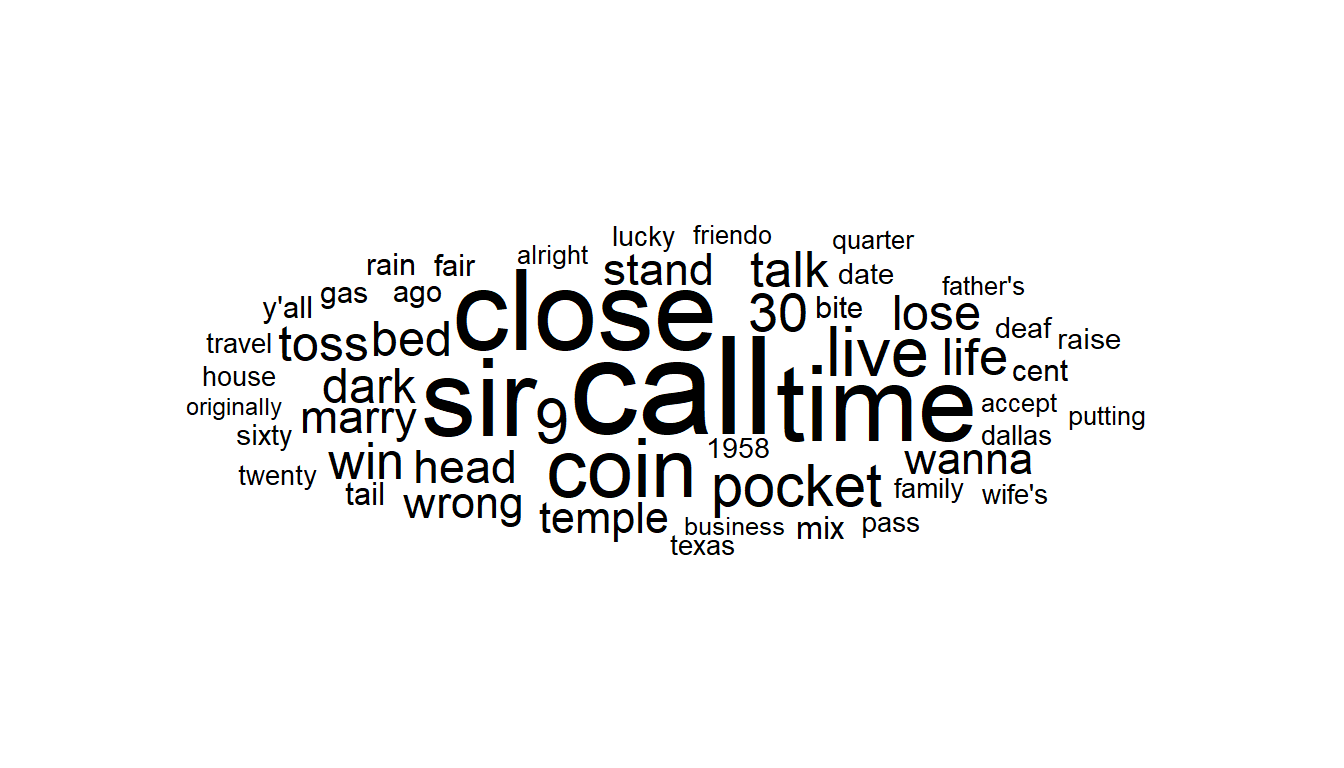 lucky friendo quarter
rain fair alright stand talk date
y'all gas ago close 30 bite lose father's
travel toss bed live life deaf raise
house dark sir 9 call time cent
originally marry accept putting
sixty win head coin 1958 pocket wanna dallas
twenty tail wrong temple family wife's
business mix pass
texas